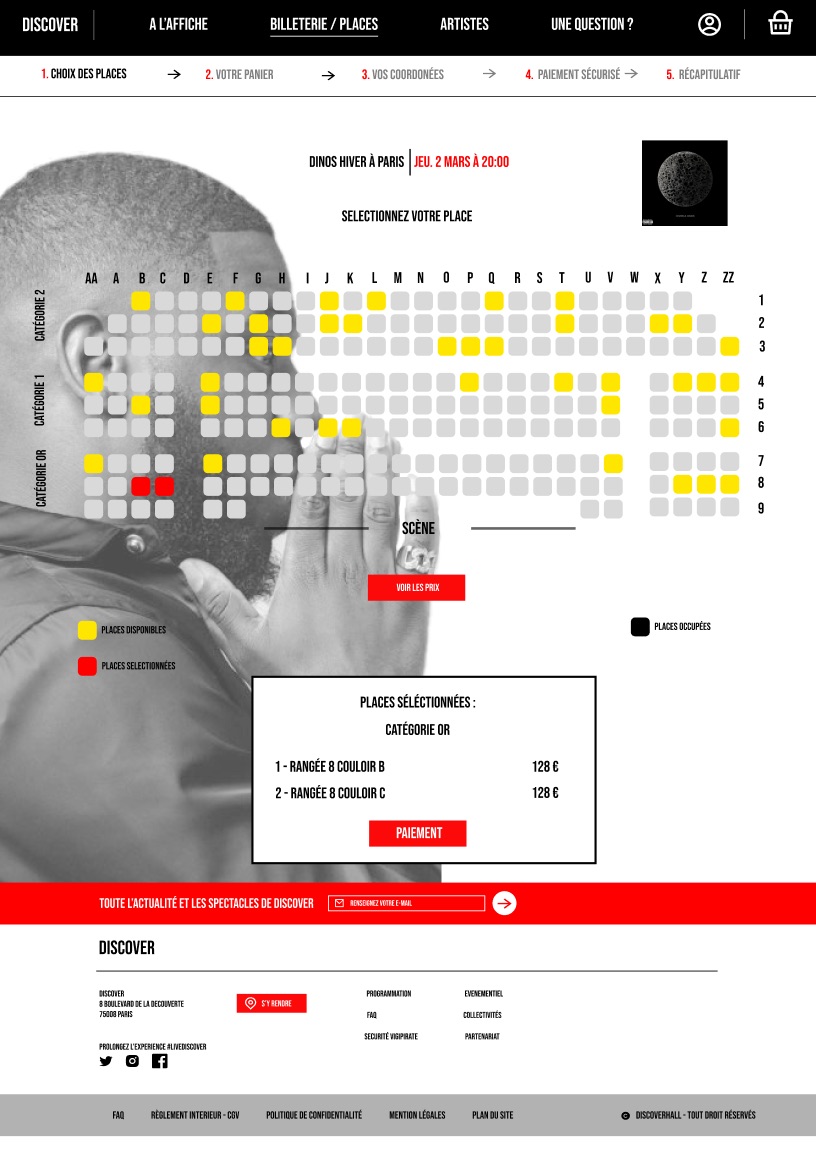 DISCOVER
A L'AFFICHE
BILLETERIE / PLACES
ARTISTES
UNE QUESTION ?
1. CHOIX DES PLACES
2. VOTRE PANIER
3. VOS COORDONÉES
4. PAIEMENT SÉCURISÉ
5. RÉCAPITULATIF
DINOS HIVER À PARIS
JEU. 2 MARS À 20:00
SELECTIONNEZ VOTRE PLACE
AA A B C D E F G H I J K L M N O P Q R S T U V W X Y Z ZZ
CATÉGORIE 2
1
2
3
CATÉGORIE 1
4
5
6
CATÉGORIE OR
7
8
9
SCÈNE
VOIR LES PRIX
PLACES DISPONIBLES
PLACES OCCUPÉES
PLACES SELECTIONNÉES
PLACES SÉLÉCTIONNÉES :
CATÉGORIE OR
1 - RANGÉE 8 COULOIR B 128 €
2 - RANGÉE 8 COULOIR C 128 €
PAIEMENT
TOUTE L'ACTUALITÉ ET LES SPECTACLES DE DISCOVER
RENSEIGNEZ VOTRE E-MAIL
DISCOVER
DISCOVER
8 BOULEVARD DE LA DECOUVERTE
75008 PARIS
S'Y RENDRE
PROLONGEZ L'EXPERIENCE #LIVEDISCOVER
PROGRAMMATION
FAQ
SECURITÉ VIGIPIRATE
EVENEMENTIEL
COLLECTIVITÉS
PARTENARIAT
FAQ
RÈGLEMENT INTERIEUR - CGV
POLITIQUE DE CONFIDENTIALITÉ
MENTION LÉGALES
PLAN DU SITE
© DISCOVERHALL - TOUT DROIT RÉSERVÉS